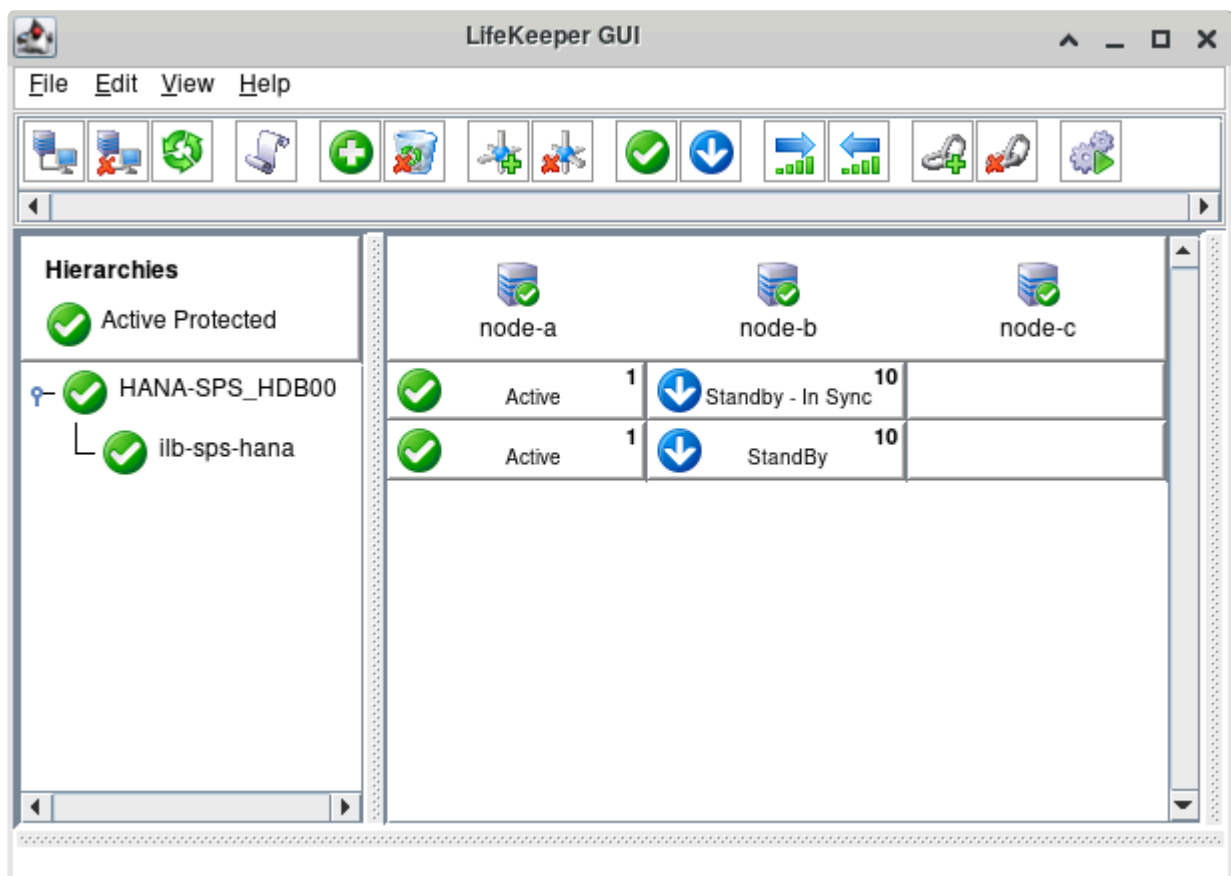 LifeKeeper GUI
File Edit View Help
Hierarchies
Active Protected
node-a node-b node-c
HANA-SPS_HDB00
Active 1 Standby - In Sync 10
ilb-sps-hana
Active 1 StandBy 10